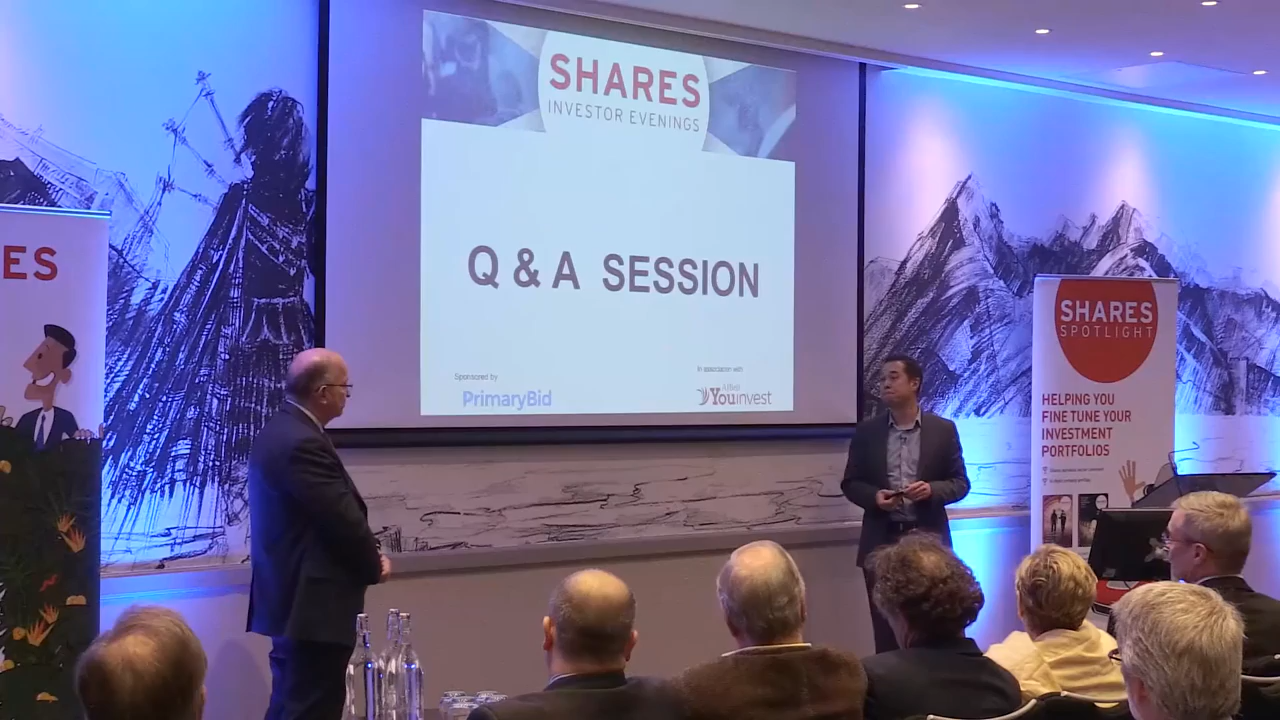 SHARES
INVESTOR EVENINGS
Q & A SESSION
Sponsored by
PrimaryBid
In association with
AJBell
Youinvest
ES
SHARES
SPOTLIGHT
HELPING YOU
FINE TUNE YOUR
INVESTMENT
PORTFOLIOS